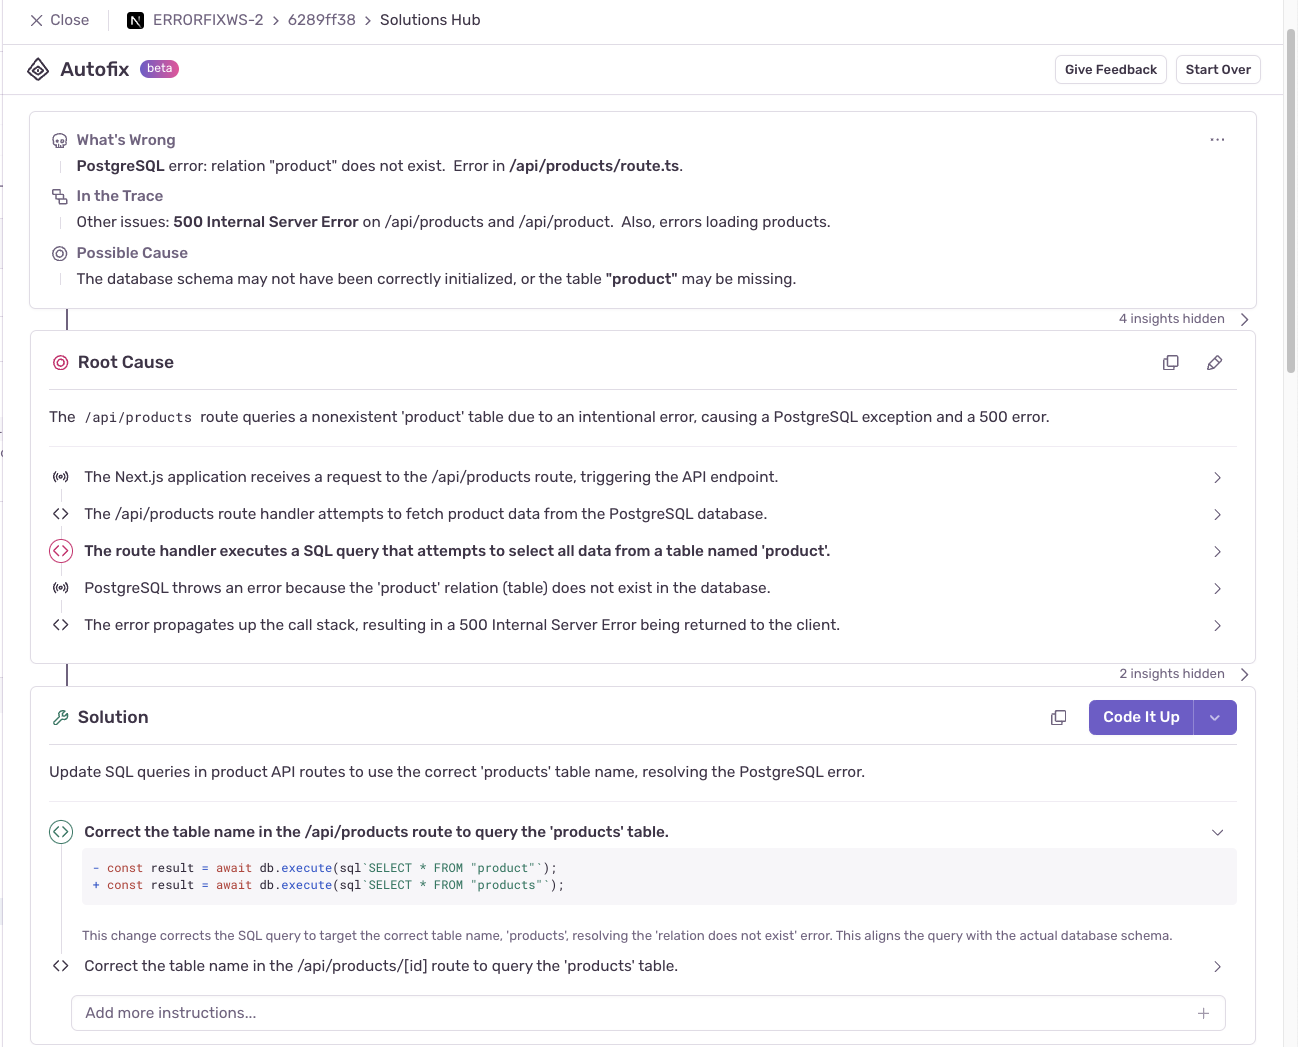 Close
ERRORFIXWS-2 > 6289ff38 > Solutions Hub
Autofix beta
Give Feedback
Start Over
What's Wrong
PostgreSQL error: relation "product" does not exist.  Error in /api/products/route.ts.
In the Trace
Other issues: 500 Internal Server Error on /api/products and /api/product.  Also, errors loading products.
Possible Cause
The database schema may not have been correctly initialized, or the table "product" may be missing.
4 insights hidden
Root Cause
The /api/products route queries a nonexistent 'product' table due to an intentional error, causing a PostgreSQL exception and a 500 error.
The Next.js application receives a request to the /api/products route, triggering the API endpoint.
The /api/products route handler attempts to fetch product data from the PostgreSQL database.
The route handler executes a SQL query that attempts to select all data from a table named 'product'.
PostgreSQL throws an error because the 'product' relation (table) does not exist in the database.
The error propagates up the call stack, resulting in a 500 Internal Server Error being returned to the client.
2 insights hidden
Solution
Code It Up
Update SQL queries in product API routes to use the correct 'products' table name, resolving the PostgreSQL error.
Correct the table name in the /api/products route to query the 'products' table.
- const result = await db.execute(sql`SELECT * FROM "product"`);
+ const result = await db.execute(sql`SELECT * FROM "products"`);
This change corrects the SQL query to target the correct table name, 'products', resolving the 'relation does not exist' error. This aligns the query with the actual database schema.
Correct the table name in the /api/products/[id] route to query the 'products' table.
Add more instructions...